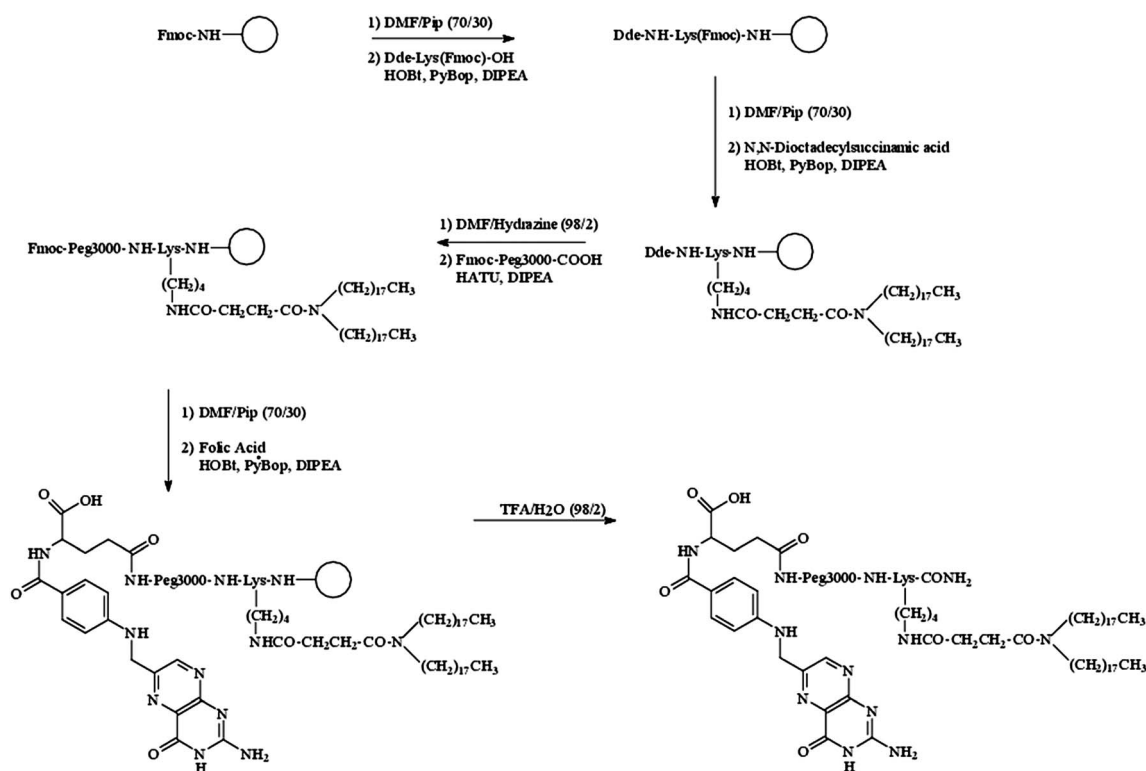 Fmoc-NH
1) DMF/Pip (70/30)
2) Dde-Lys(Fmoc)-OH
HOBt, PyBop, DIPEA
Dde-NH-Lys(Fmoc)-NH
1) DMF/Pip (70/30)
2) N,N-Dioctadecylsuccinamic acid
HOBt, PyBop, DIPEA
Dde-NH-Lys-NH
(CH2)4
NHCO-CH2CH2-CO-N
(CH2)17CH3
(CH2)17CH3
1) DMF/Hydrazine (98/2)
2) Fmoc-Peg3000-COOH
HATU, DIPEA
Fmoc-Peg3000-NH-Lys-NH
(CH2)4
NHCO-CH2CH2-CO-N
(CH2)17CH3
(CH2)17CH3
1) DMF/Pip (70/30)
2) Folic Acid
HOBt, PyBop, DIPEA
O
OH
O
HN
O
NH-Peg3000-NH-Lys-NH
(CH2)4
NHCO-CH2CH2-CO-N
(CH2)17CH3
(CH2)17CH3
N
H
N
N
N
O
N
H
NH2
TFA/H2O (98/2)
O
OH
O
HN
O
NH-Peg3000-NH-Lys-CONH2
(CH2)4
NHCO-CH2CH2-CO-N
(CH2)17CH3
(CH2)17CH3
N
H
N
N
N
O
N
H
NH2